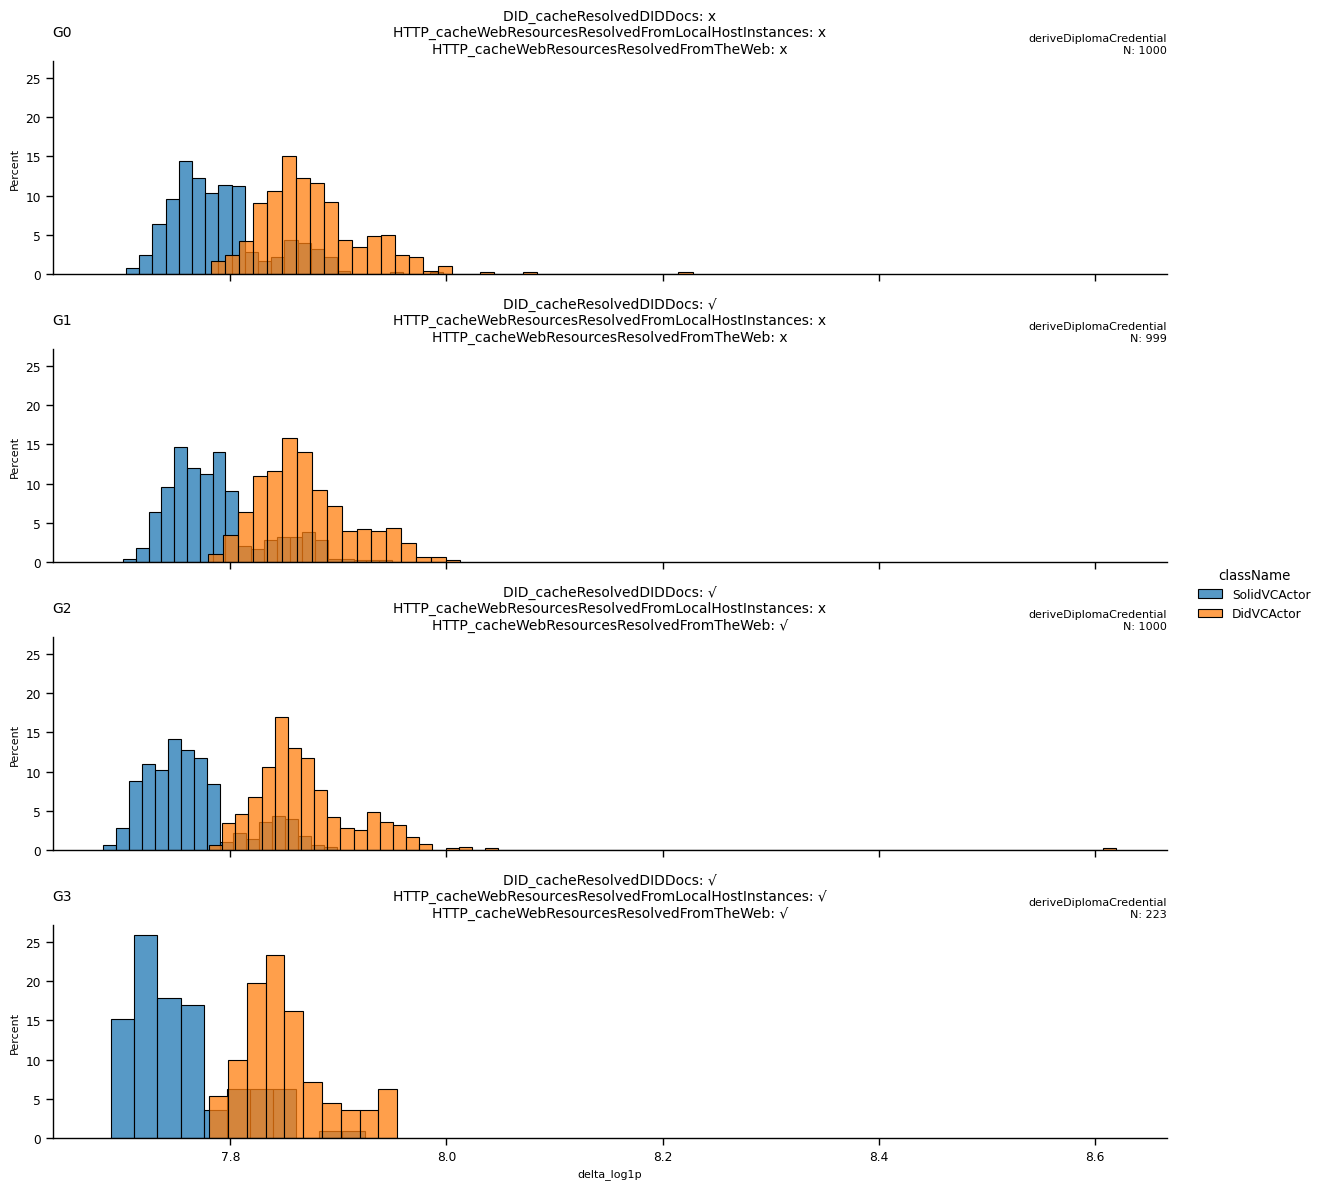 DID_cacheResolvedDIDDocs: x
G0
HTTP_cacheWebResourcesResolvedFromLocalHostInstances: x
HTTP_cacheWebResourcesResolvedFromTheWeb: x
deriveDiplomaCredential
N: 1000
Percent
25
20
15
10
5
0
DID_cacheResolvedDIDDocs: √
G1
HTTP_cacheWebResourcesResolvedFromLocalHostInstances: x
HTTP_cacheWebResourcesResolvedFromTheWeb: x
deriveDiplomaCredential
N: 999
Percent
25
20
15
10
5
0
DID_cacheResolvedDIDDocs: √
G2
HTTP_cacheWebResourcesResolvedFromLocalHostInstances: x
HTTP_cacheWebResourcesResolvedFromTheWeb: √
deriveDiplomaCredential
N: 1000
Percent
25
20
15
10
5
0
DID_cacheResolvedDIDDocs: √
G3
HTTP_cacheWebResourcesResolvedFromLocalHostInstances: √
HTTP_cacheWebResourcesResolvedFromTheWeb: √
deriveDiplomaCredential
N: 223
Percent
25
20
15
10
5
0
7.8 8.0 8.2 8.4 8.6
delta_log1p
className
SolidVCActor
DidVCActor